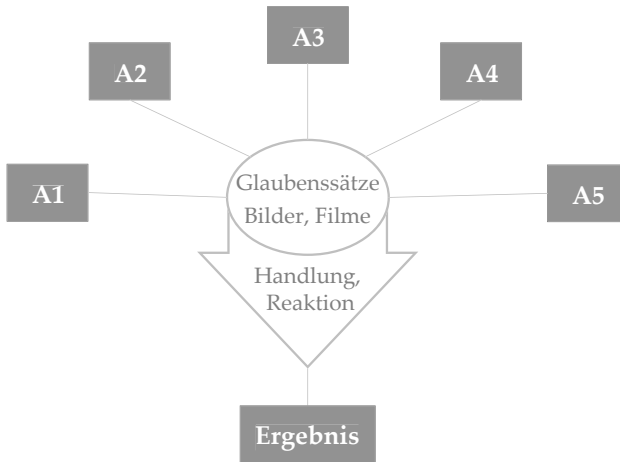 A3
A2
A4
A1
A5
Glaubenssätze
Bilder, Filme
Handlung,
Reaktion
Ergebnis